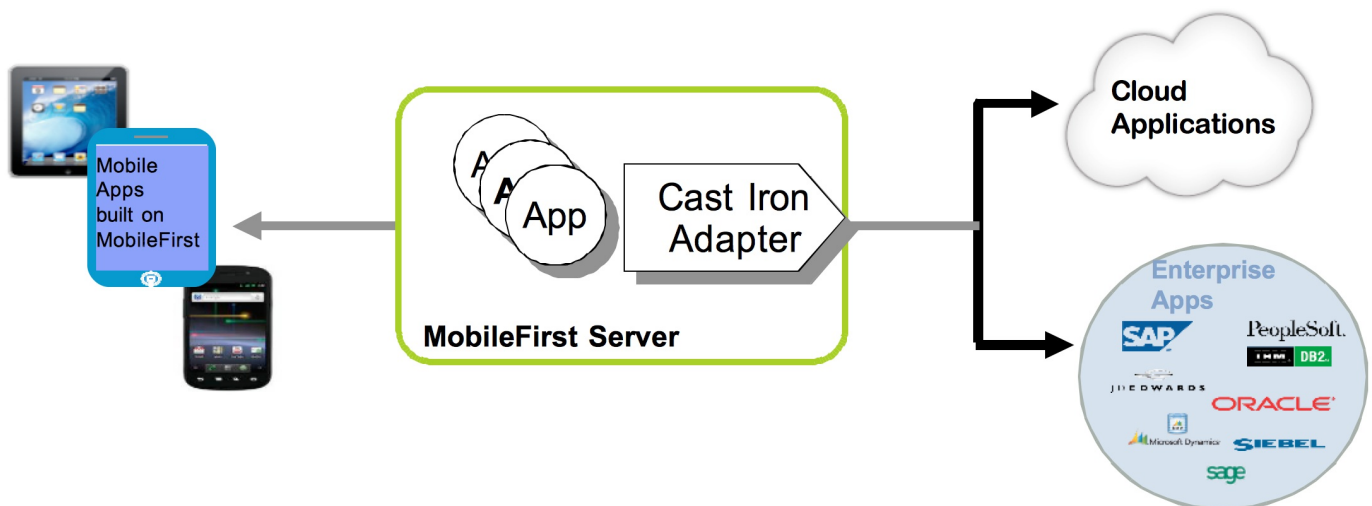 Mobile
Apps
built on
MobileFirst
A
A
App
Cast Iron
Adapter
MobileFirst Server
Cloud
Applications
Enterprise
Apps
SAP
PeopleSoft.
IBM DB2
JDEDWARDS
ORACLE
Microsoft Dynamics
SIEBEL
sage